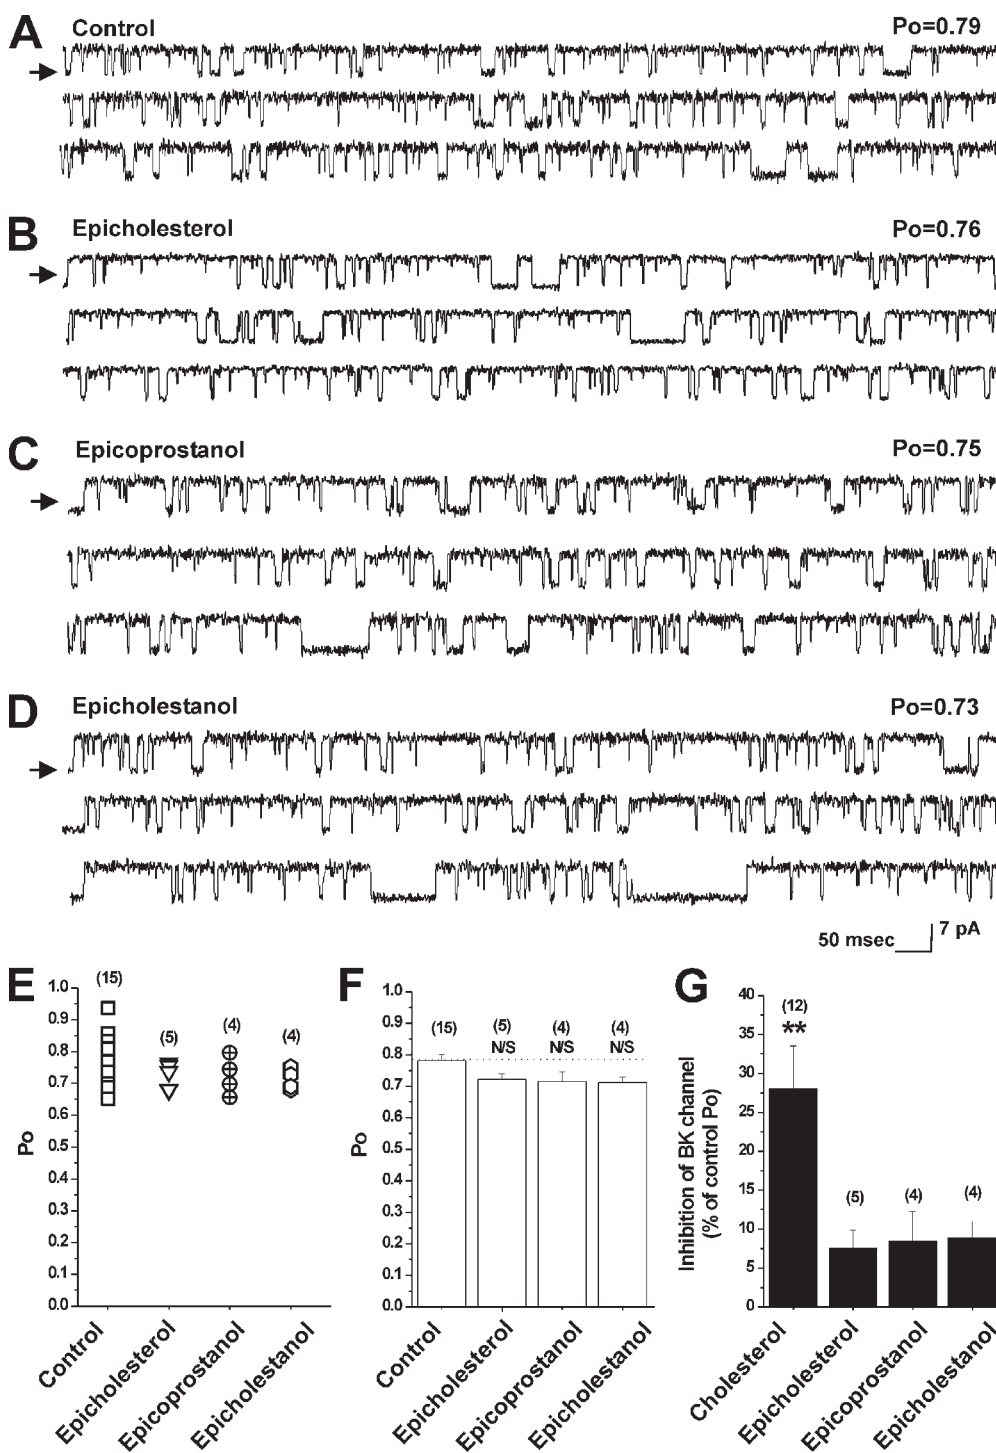 A Control Po=0.79
B Epicholesterol Po=0.76
C Epicoprostanol Po=0.75
D Epicholestanol Po=0.73
50 msec 7 pA
E
Po
1.0
0.9
0.8
0.7
0.6
0.5
0.4
0.3
0.2
0.1
0.0
(15)
(5)
(4)
(4)
Control
Epicholesterol
Epicoprostanol
Epicholestanol
F
Po
1.0
0.9
0.8
0.7
0.6
0.5
0.4
0.3
0.2
0.1
0.0
(15)
(5)
N/S
(4)
N/S
(4)
N/S
Control
Epicholesterol
Epicoprostanol
Epicholestanol
G
Inhibition of BK channel
(% of control Po)
40
35
30
25
20
15
10
5
0
(12)
**
(5)
(4)
(4)
Cholesterol
Epicholesterol
Epicoprostanol
Epicholestanol